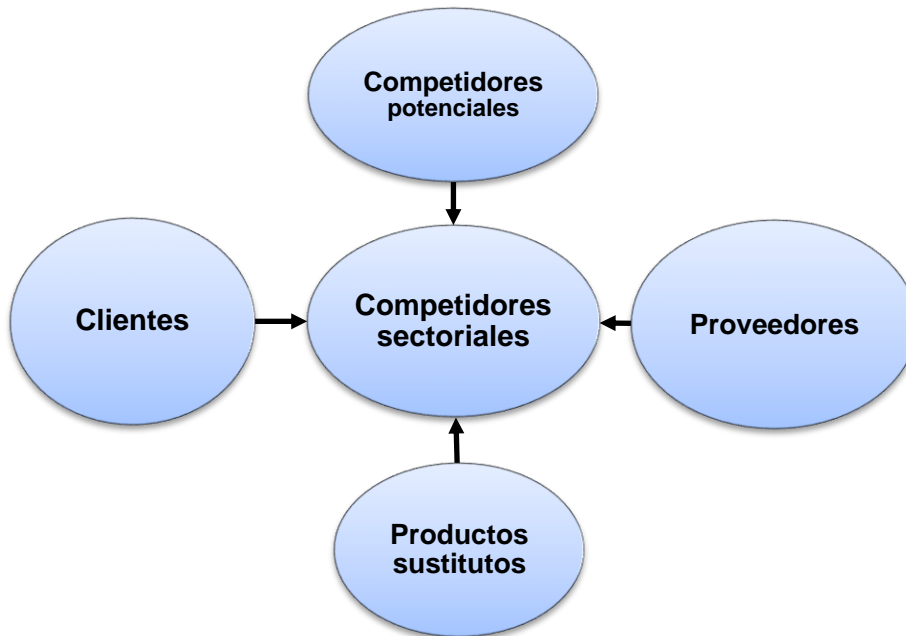 Competidores
potenciales
Clientes
Competidores
sectoriales
Proveedores
Productos
sustitutos